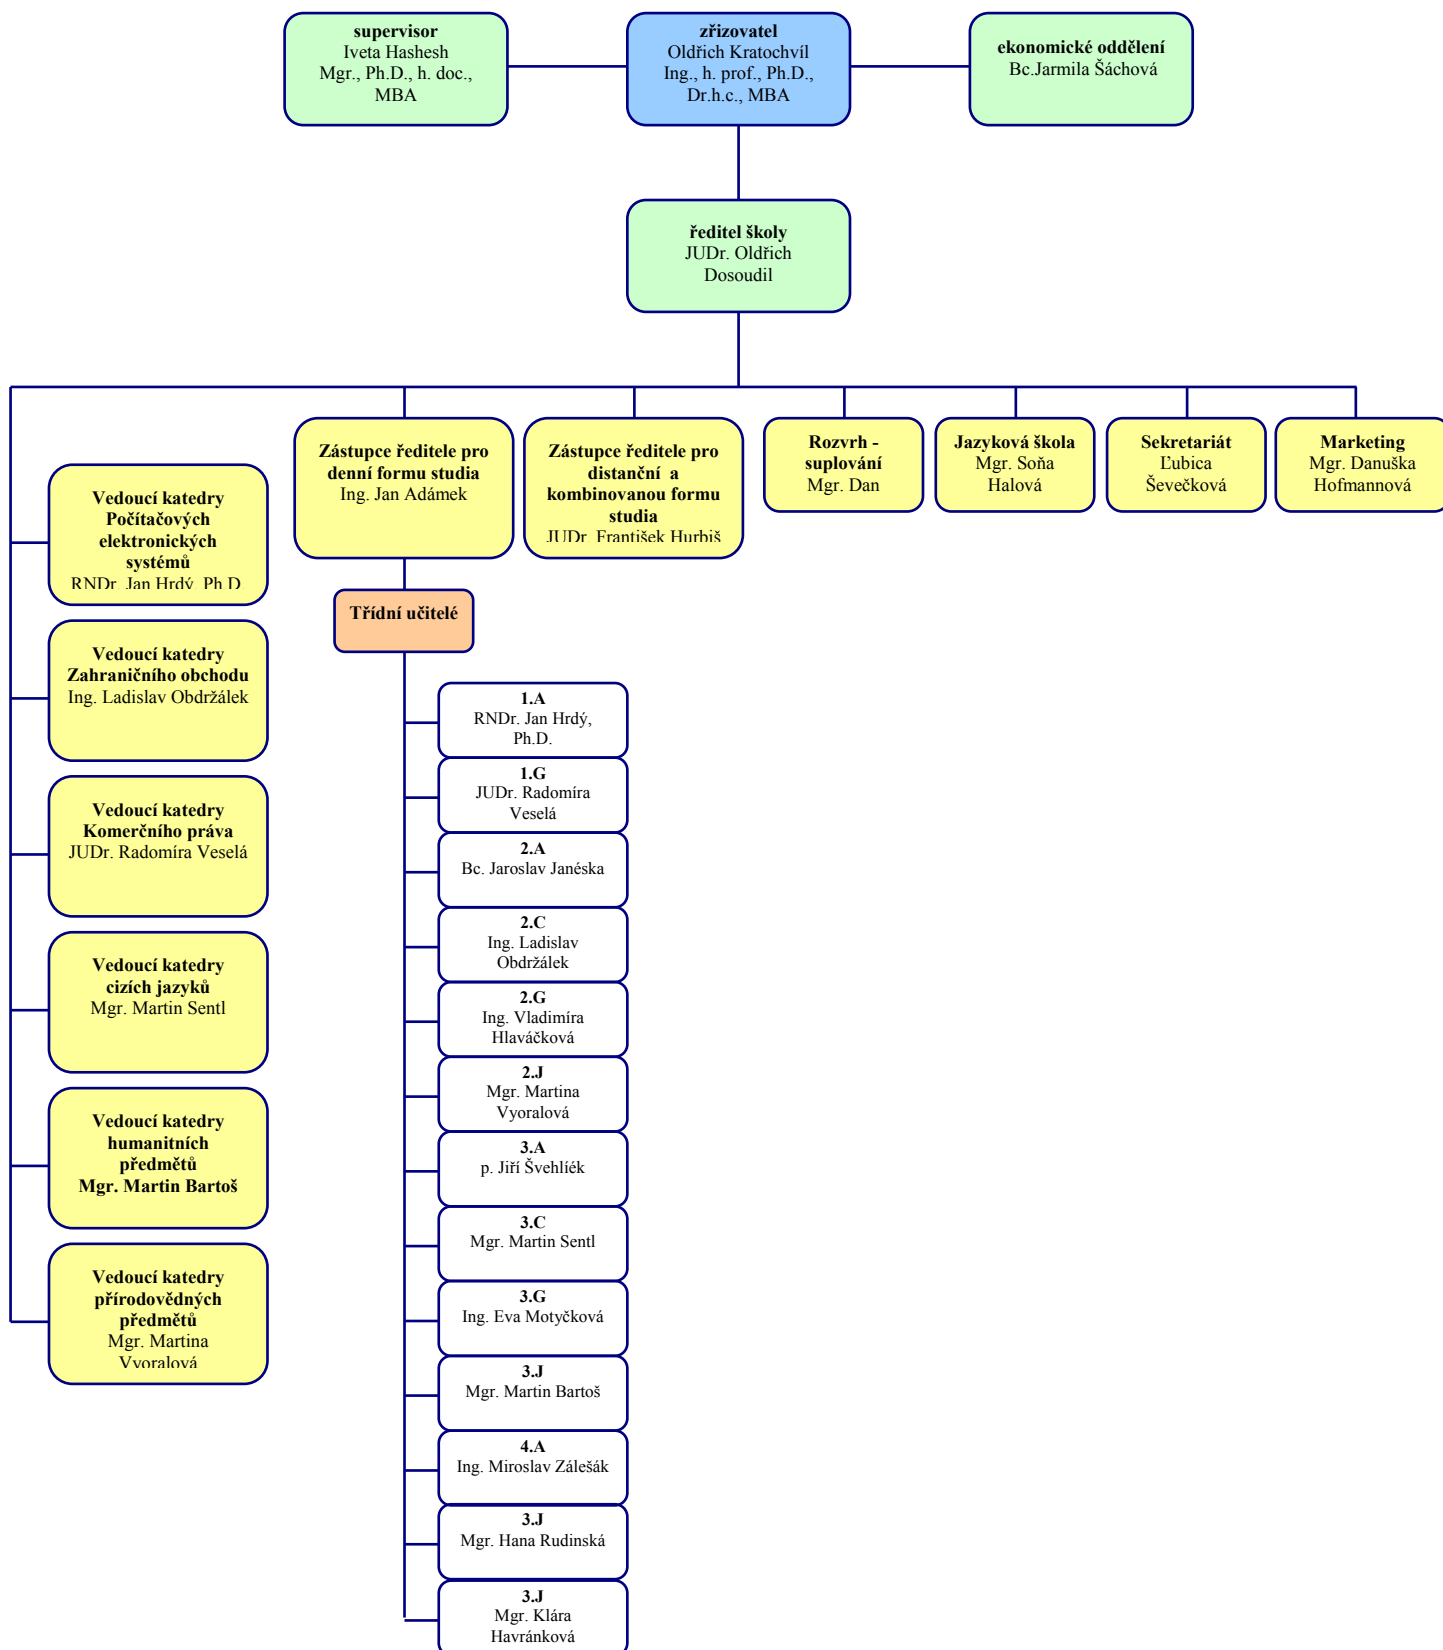 supervisor
Iveta Hashesh
Mgr., Ph.D., h. doc.,
MBA
zřizovatel
Oldřich Kratochvíl
Ing., h. prof., Ph.D.,
Dr.h.c., MBA
ekonomické oddělení
Bc.Jarmila Šáchová
ředitel školy
JUDr. Oldřich
Dosoudil
Zástupce ředitele pro
denní formu studia
Ing. Jan Adámek
Zástupce ředitele pro
distanční a
kombinovanou formu
studia
JUDr. František Hurbiš
Rozvrh -
suplování
Mgr. Dan
Jazyková škola
Mgr. Soňa
Halová
Sekretariát
Ľubica
Ševečková
Marketing
Mgr. Danuška
Hofmannová
Vedoucí katedry
Počítačových
elektronických
systémů
RNDr. Jan Hrdý, Ph.D
Vedoucí katedry
Zahraničního obchodu
Ing. Ladislav Obdržálek
Vedoucí katedry
Komerčního práva
JUDr. Radomíra Veselá
Vedoucí katedry
cizích jazyků
Mgr. Martin Sentl
Vedoucí katedry
humanitních
předmětů
Mgr. Martin Bartoš
Vedoucí katedry
přírodovědných
předmětů
Mgr. Martina
Vyoralová
Třídní učitelé
1.A
RNDr. Jan Hrdý,
Ph.D.
1.G
JUDr. Radomíra
Veselá
2.A
Bc. Jaroslav Janéska
2.C
Ing. Ladislav
Obdržálek
2.G
Ing. Vladimíra
Hlaváčková
2.J
Mgr. Martina
Vyoralová
3.A
p. Jiří Švehlíék
3.C
Mgr. Martin Sentl
3.G
Ing. Eva Motyčková
3.J
Mgr. Martin Bartoš
4.A
Ing. Miroslav Zálešák
3.J
Mgr. Hana Rudinská
3.J
Mgr. Klára
Havránková